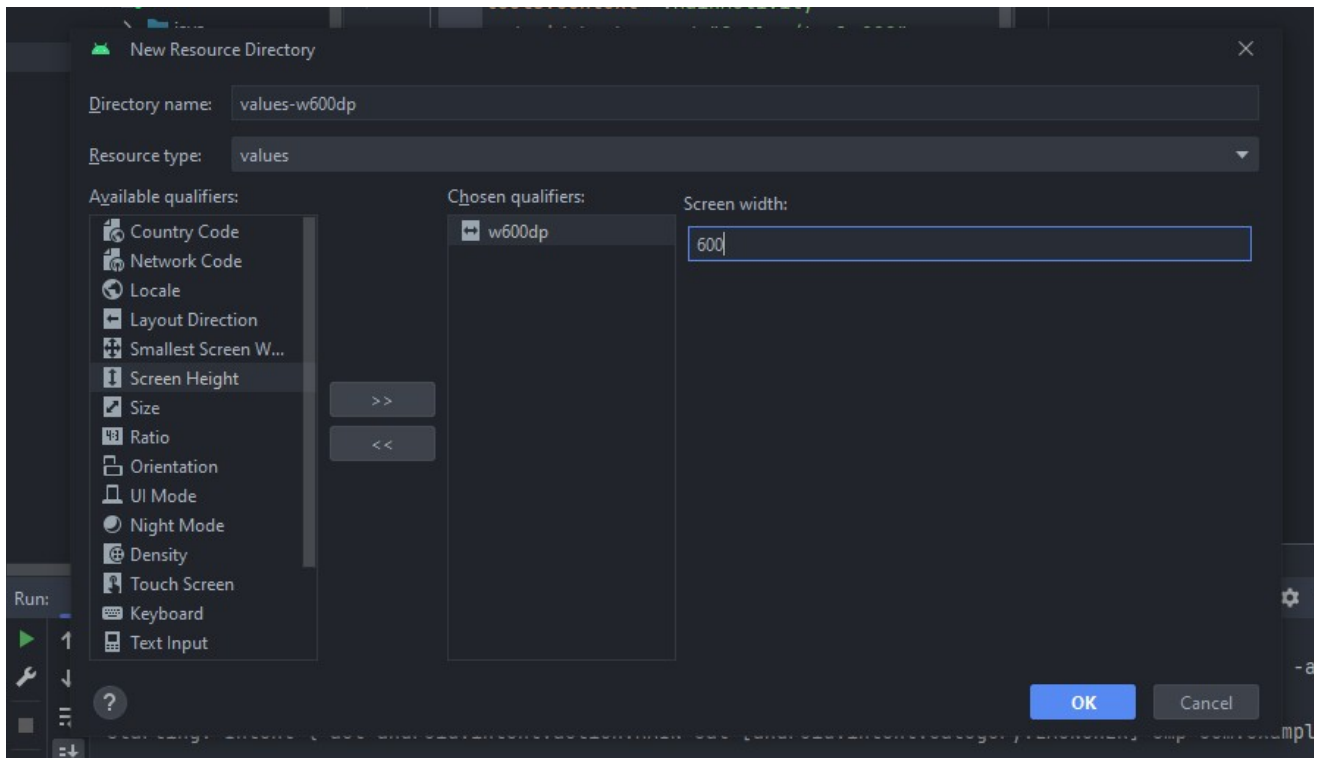 New Resource Directory
Directory name: values-w600dp
Resource type: values
Available qualifiers:
Chosen qualifiers:
Screen width:
Country Code
Network Code
Locale
Layout Direction
Smallest Screen W...
Screen Height
Size
Ratio
Orientation
UI Mode
Night Mode
Density
Touch Screen
Keyboard
Text Input
>>
<<
w600dp
600
OK
Cancel
?
Run:
-a